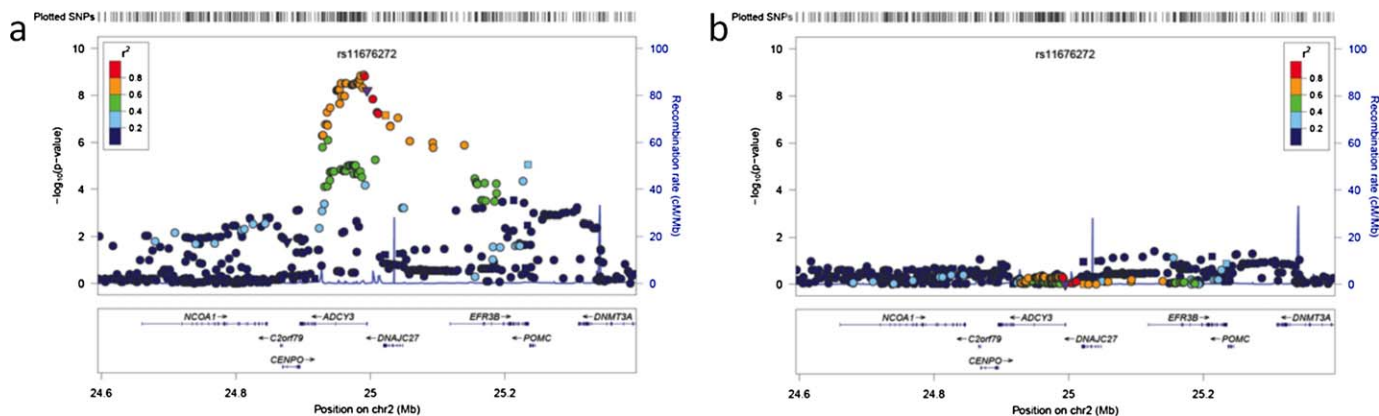 a
Plotted SNPs
rs11676272
r2
0.8
0.6
0.4
0.2
10
8
6
4
2
0
−log10(p-value)
100
80
60
40
20
0
Recombination rate (cM/Mb)
NCOA1→
←ADCY3
EFR3B→
←DNMT3A
←C2orf79
←DNAJC27
←POMC
CENPO→
24.6
24.8
25
25.2
Position on chr2 (Mb)
b
Plotted SNPs
rs11676272
r2
0.8
0.6
0.4
0.2
10
8
6
4
2
0
−log10(p-value)
100
80
60
40
20
0
Recombination rate (cM/Mb)
NCOA1→
←ADCY3
EFR3B→
←DNMT3A
←C2orf79
←DNAJC27
←POMC
CENPO→
24.6
24.8
25
25.2
Position on chr2 (Mb)